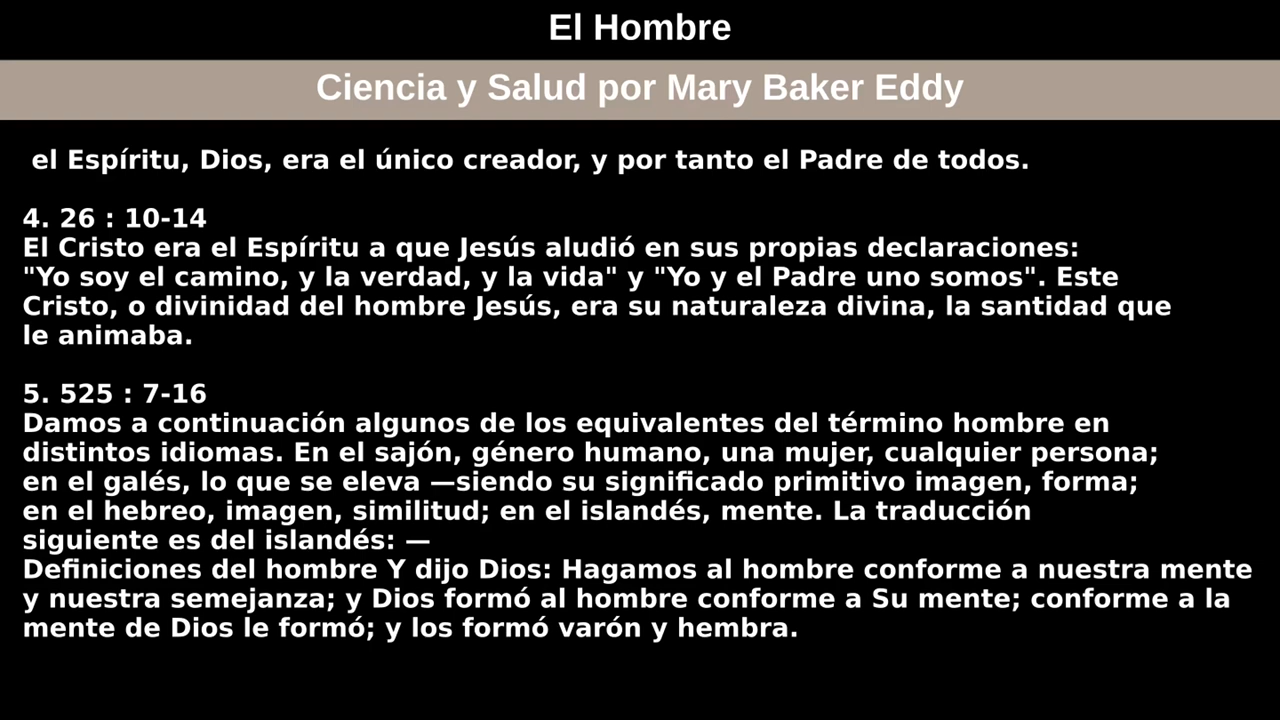 El Hombre
Ciencia y Salud por Mary Baker Eddy
el Espíritu, Dios, era el único creador, y por tanto el Padre de todos.
4. 26 : 10-14
El Cristo era el Espíritu a que Jesús aludió en sus propias declaraciones:
"Yo soy el camino, y la verdad, y la vida" y "Yo y el Padre uno somos". Este
Cristo, o divinidad del hombre Jesús, era su naturaleza divina, la santidad que
le animaba.
5. 525 : 7-16
Damos a continuación algunos de los equivalentes del término hombre en
distintos idiomas. En el sajón, género humano, una mujer, cualquier persona;
en el galés, lo que se eleva —siendo su significado primitivo imagen, forma;
en el hebreo, imagen, similitud; en el islandés, mente. La traducción
siguiente es del islandés: —
Definiciones del hombre Y dijo Dios: Hagamos al hombre conforme a nuestra mente
y nuestra semejanza; y Dios formó al hombre conforme a Su mente; conforme a la
mente de Dios le formó; y los formó varón y hembra.